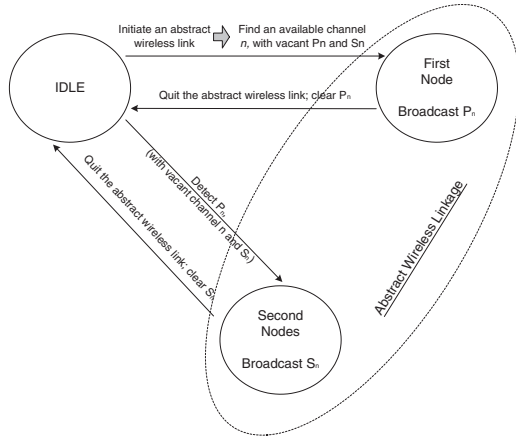 Initiate an abstract
wireless link
Find an available channel
n, with vacant Pn and Sn
IDLE
First
Node
Broadcast Pn
Quit the abstract wireless link; clear Pn
Detect Pn,
(with vacant channel n and Sn)
Quit the abstract wireless link; clear Sn
Abstract Wireless Linkage
Second
Nodes
Broadcast Sn